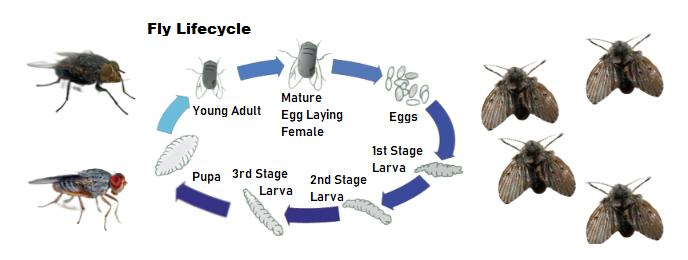 Fly Lifecycle
Young Adult
Mature
Egg Laying
Female
Eggs
1st Stage
Larva
2nd Stage
Larva
3rd Stage
Larva
Pupa